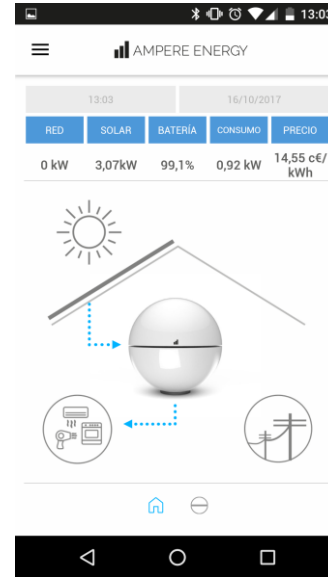 13:03
AMPERE ENERGY
13:03 16/10/2017
RED SOLAR BATERÍA CONSUMO PRECIO
0 kW 3,07kW 99,1% 0,92 kW 14,55 c€/
kWh